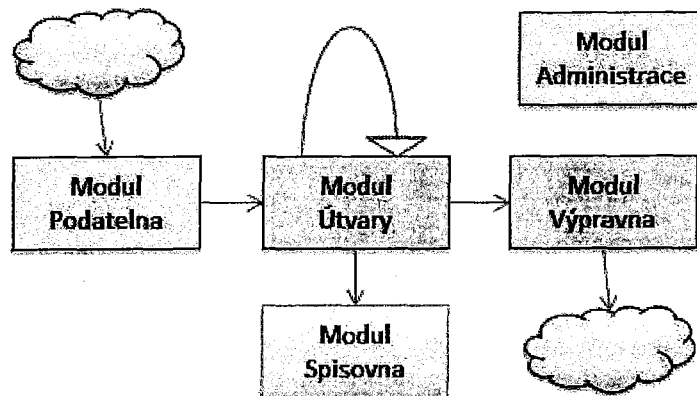 Modul
Administrace
Modul
Podatelna
Modul
Útvary
Modul
Výpravna
Modul
Spisovna